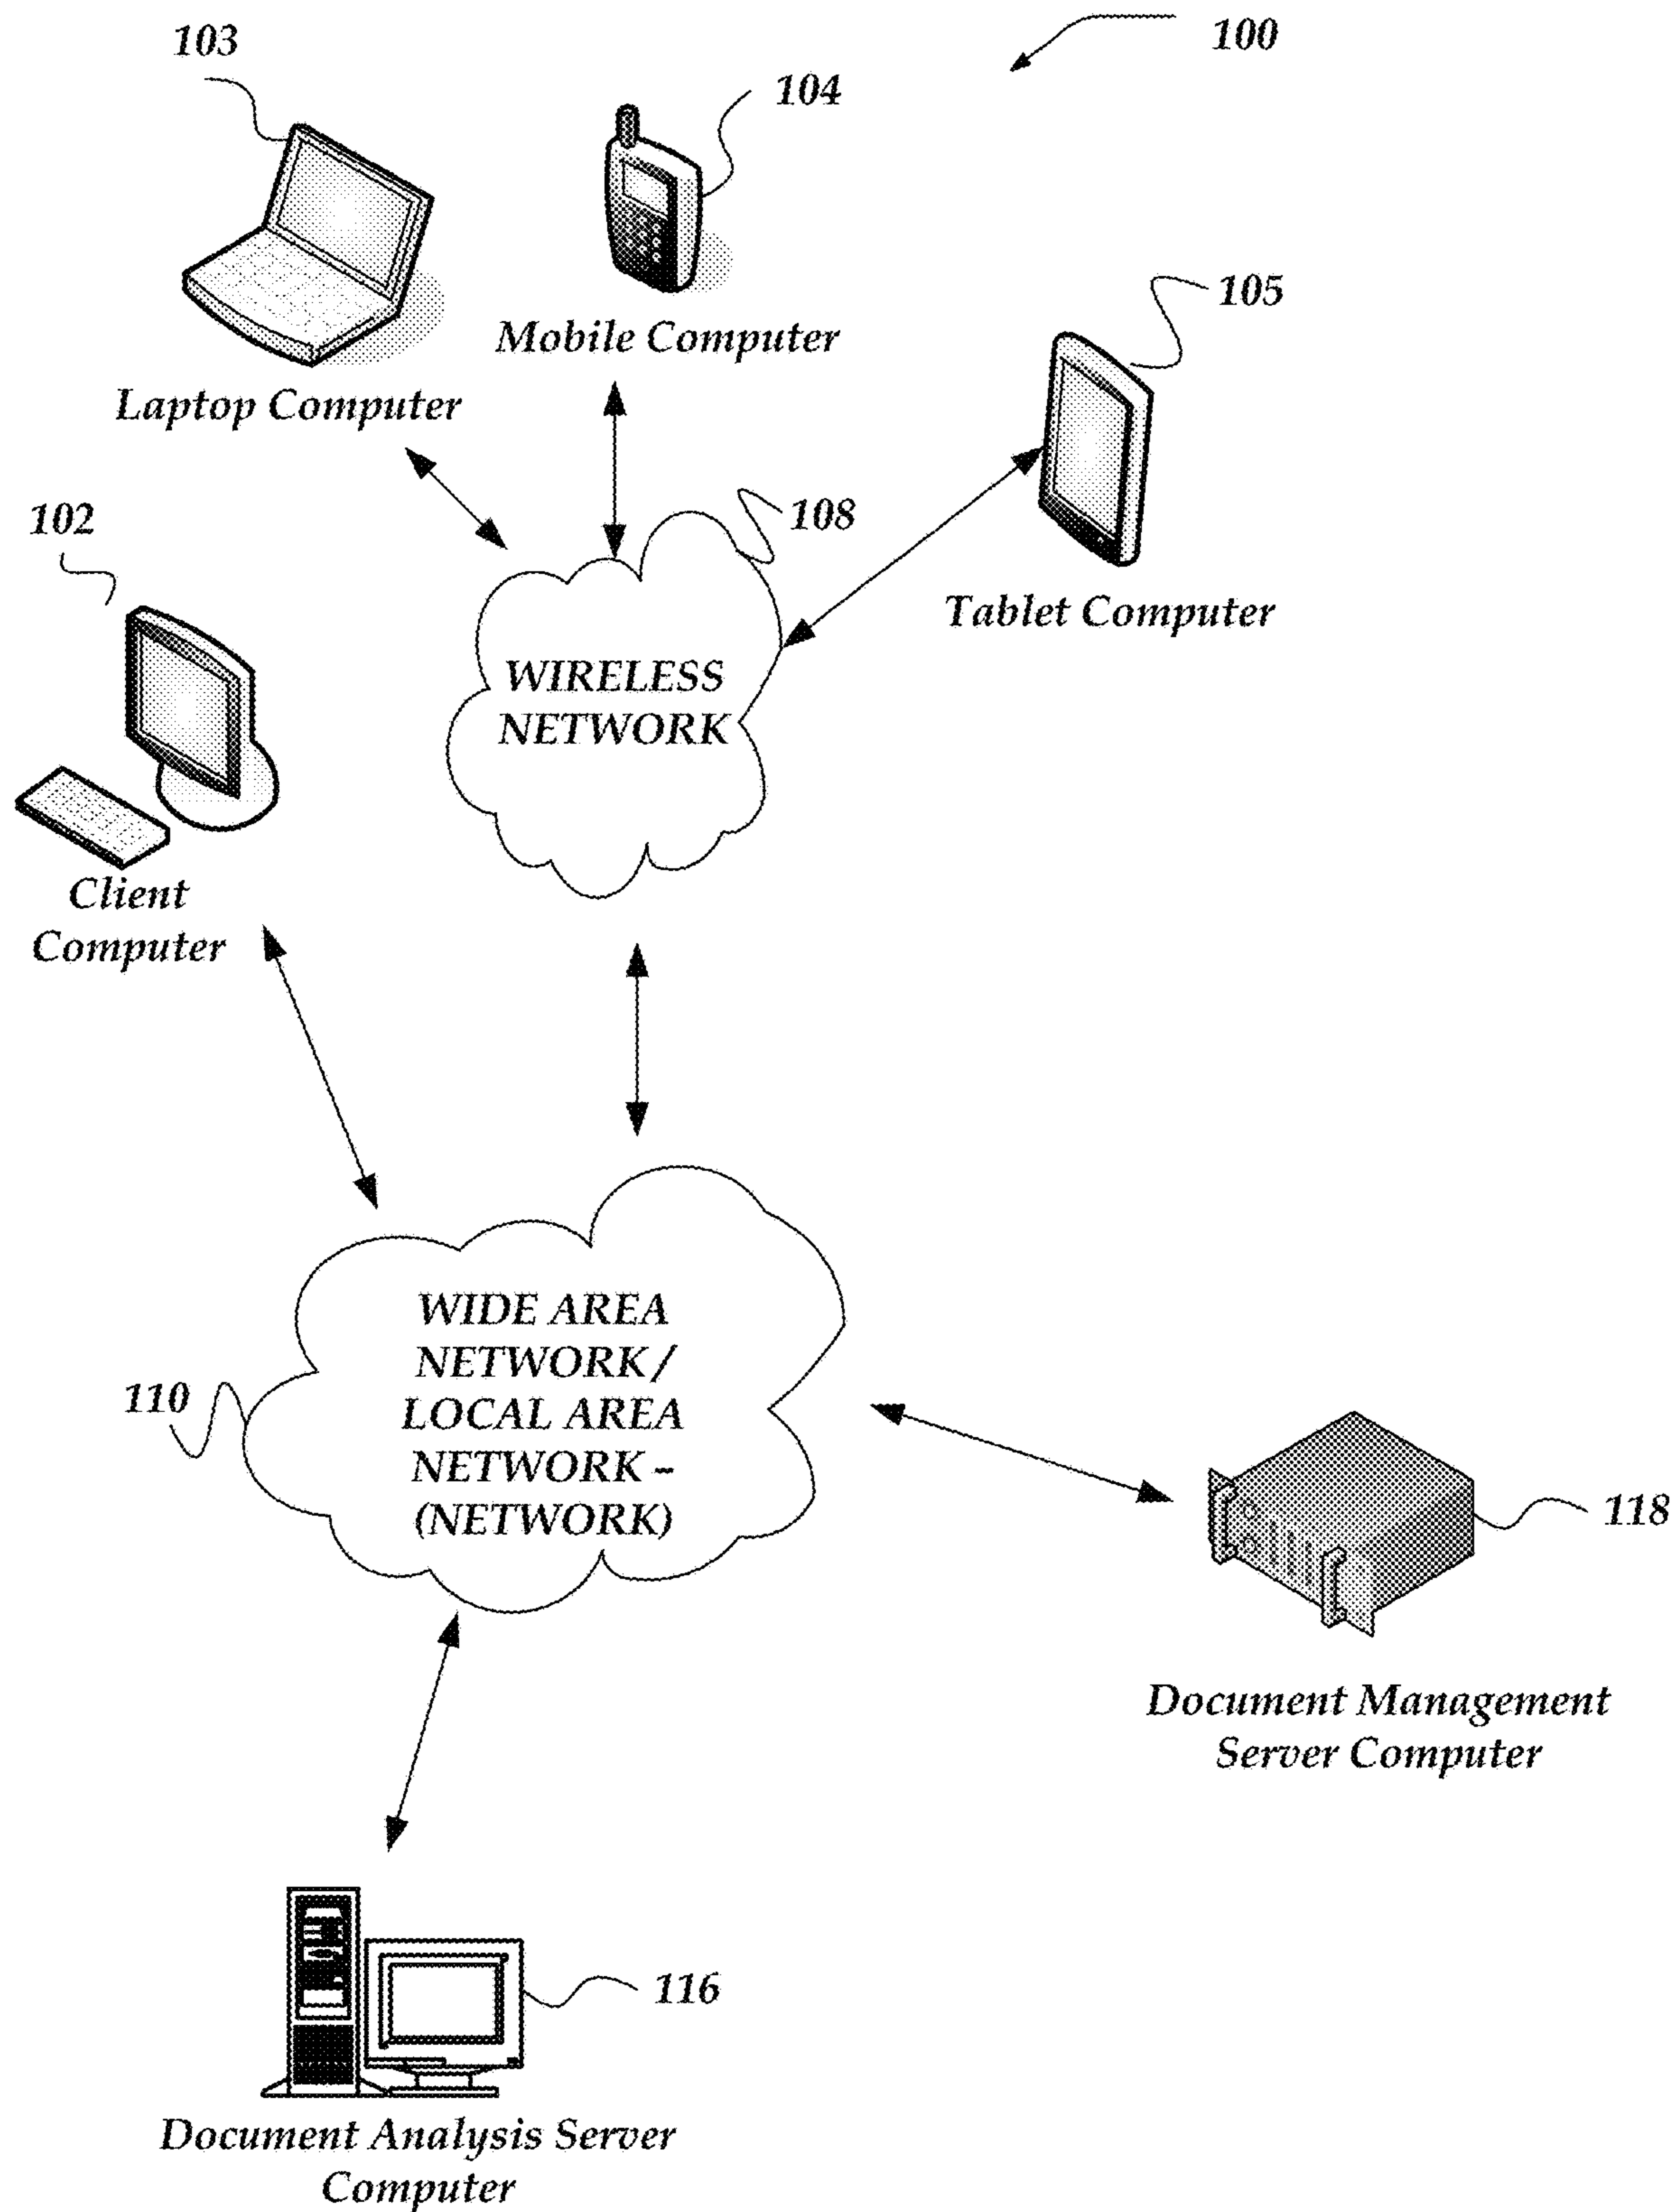 103
100
104
105
Mobile Computer
Laptop Computer
102
108
Tablet Computer
WIRELESS
NETWORK
Client
Computer
WIDE AREA
NETWORK /
LOCAL AREA
NETWORK –
(NETWORK)
110
118
Document Management
Server Computer
116
Document Analysis Server
Computer